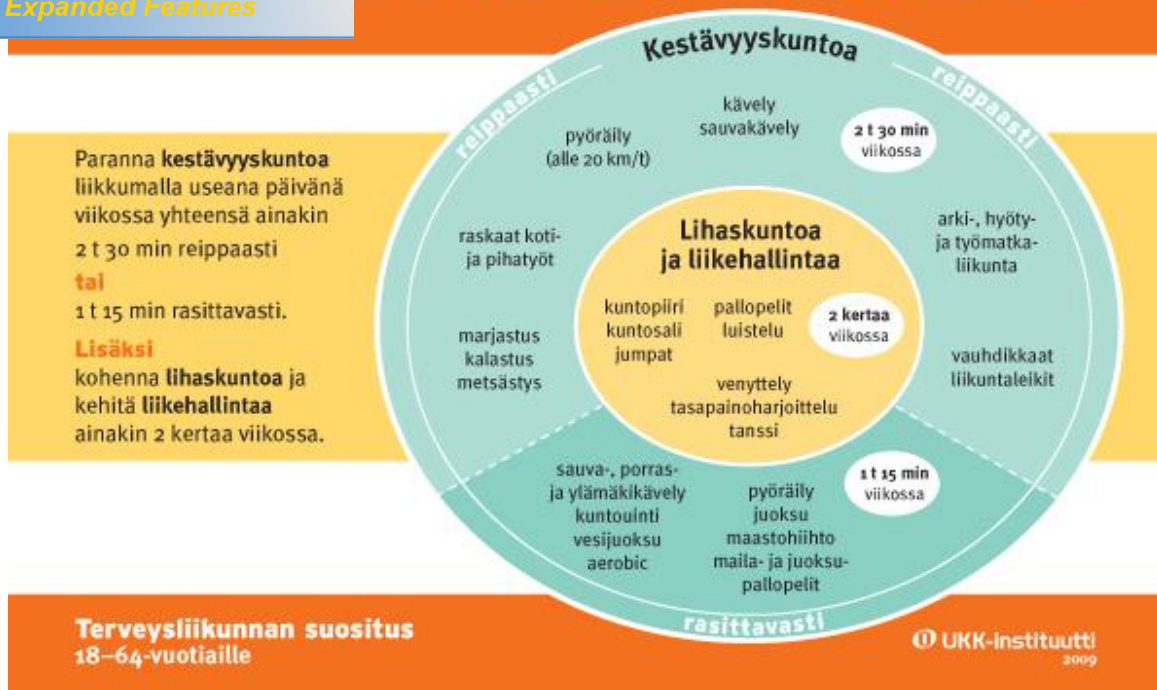 Expanded Features
Paranna kestävyyskuntoa
liikkumalla useana päivänä
viikossa yhteensä ainakin
2 t 30 min reippaasti
tai
1 t 15 min rasittavasti.
Lisäksi
kohenna lihaskuntoa ja
kehitä liikehallintaa
ainakin 2 kertaa viikossa.
Kestävyyskuntoa
reippaasti
reippaasti
kävely
sauvakävely
2 t 30 min
viikossa
pyöräily
(alle 20 km/t)
raskaat koti-
ja pihatyöt
marjastus
kalastus
metsästys
arki-, hyöty-
ja työmatka-
liikunta
vauhdikkaat
liikuntaleikit
Lihaskuntoa
ja liikehallintaa
kuntopiiri
kuntosali
jumpat
pallopelit
luistelu
2 kertaa
viikossa
venyttely
tasapainoharjoittelu
tanssi
sauva-, porras-
ja ylämäkikävely
kuntouinti
vesijuoksu
aerobic
pyöräily
juoksu
maastohiihto
maila- ja juoksu-
pallopelit
1 t 15 min
viikossa
rasittavasti
Terveysliikunnan suositus
18–64-vuotiaille
UKK-instituutti
2009